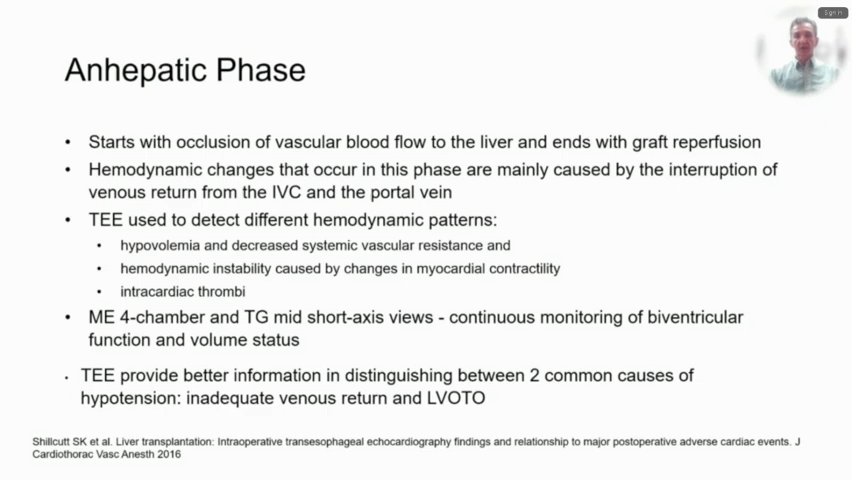 Sign in
Anhepatic Phase
• Starts with occlusion of vascular blood flow to the liver and ends with graft reperfusion
• Hemodynamic changes that occur in this phase are mainly caused by the interruption of
venous return from the IVC and the portal vein
• TEE used to detect different hemodynamic patterns:
• hypovolemia and decreased systemic vascular resistance and
• hemodynamic instability caused by changes in myocardial contractility
• intracardiac thrombi
• ME 4-chamber and TG mid short-axis views - continuous monitoring of biventricular
function and volume status
• TEE provide better information in distinguishing between 2 common causes of
hypotension: inadequate venous return and LVOTO
Shillcutt SK et al. Liver transplantation: Intraoperative transesophageal echocardiography findings and relationship to major postoperative adverse cardiac events. J
Cardiothorac Vasc Anesth 2016